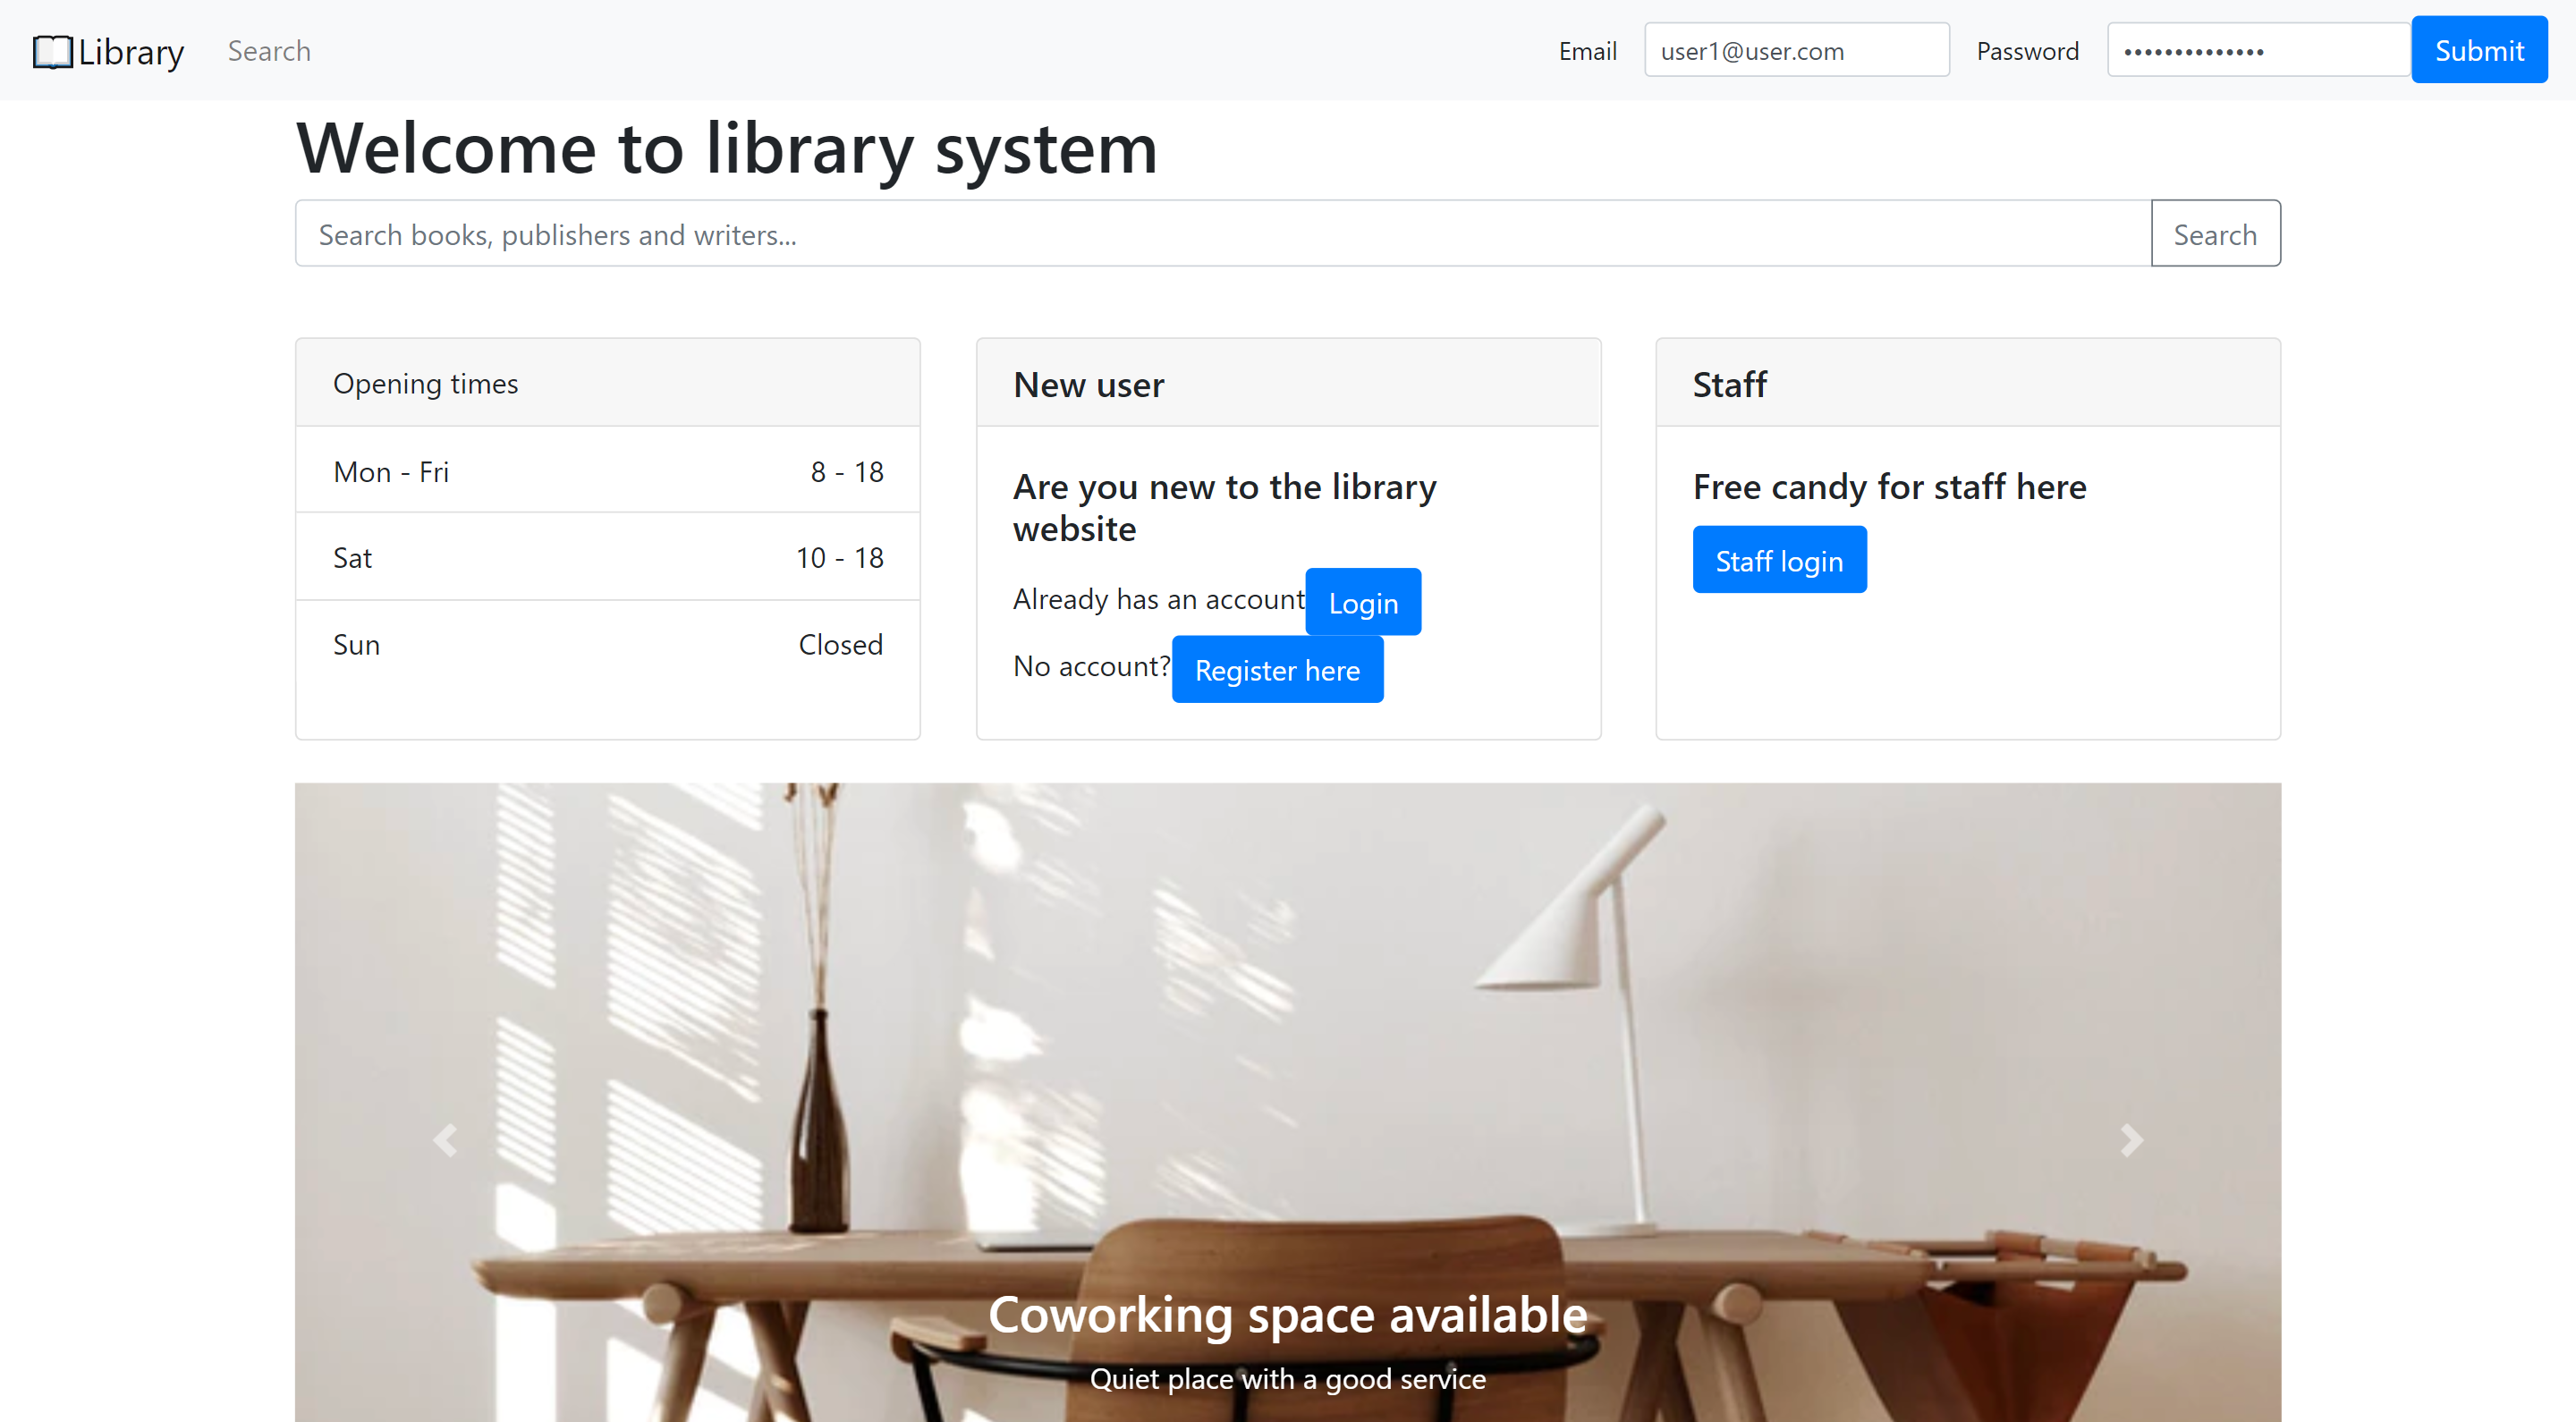 Library
Search
Email
user1@user.com
Password
••••••••••••••
Submit
Welcome to library system
Search books, publishers and writers...
Search
Opening times
Mon - Fri 8 - 18
Sat 10 - 18
Sun Closed
New user
Are you new to the library
website
Already has an account Login
No account? Register here
Staff
Free candy for staff here
Staff login
Coworking space available
Quiet place with a good service